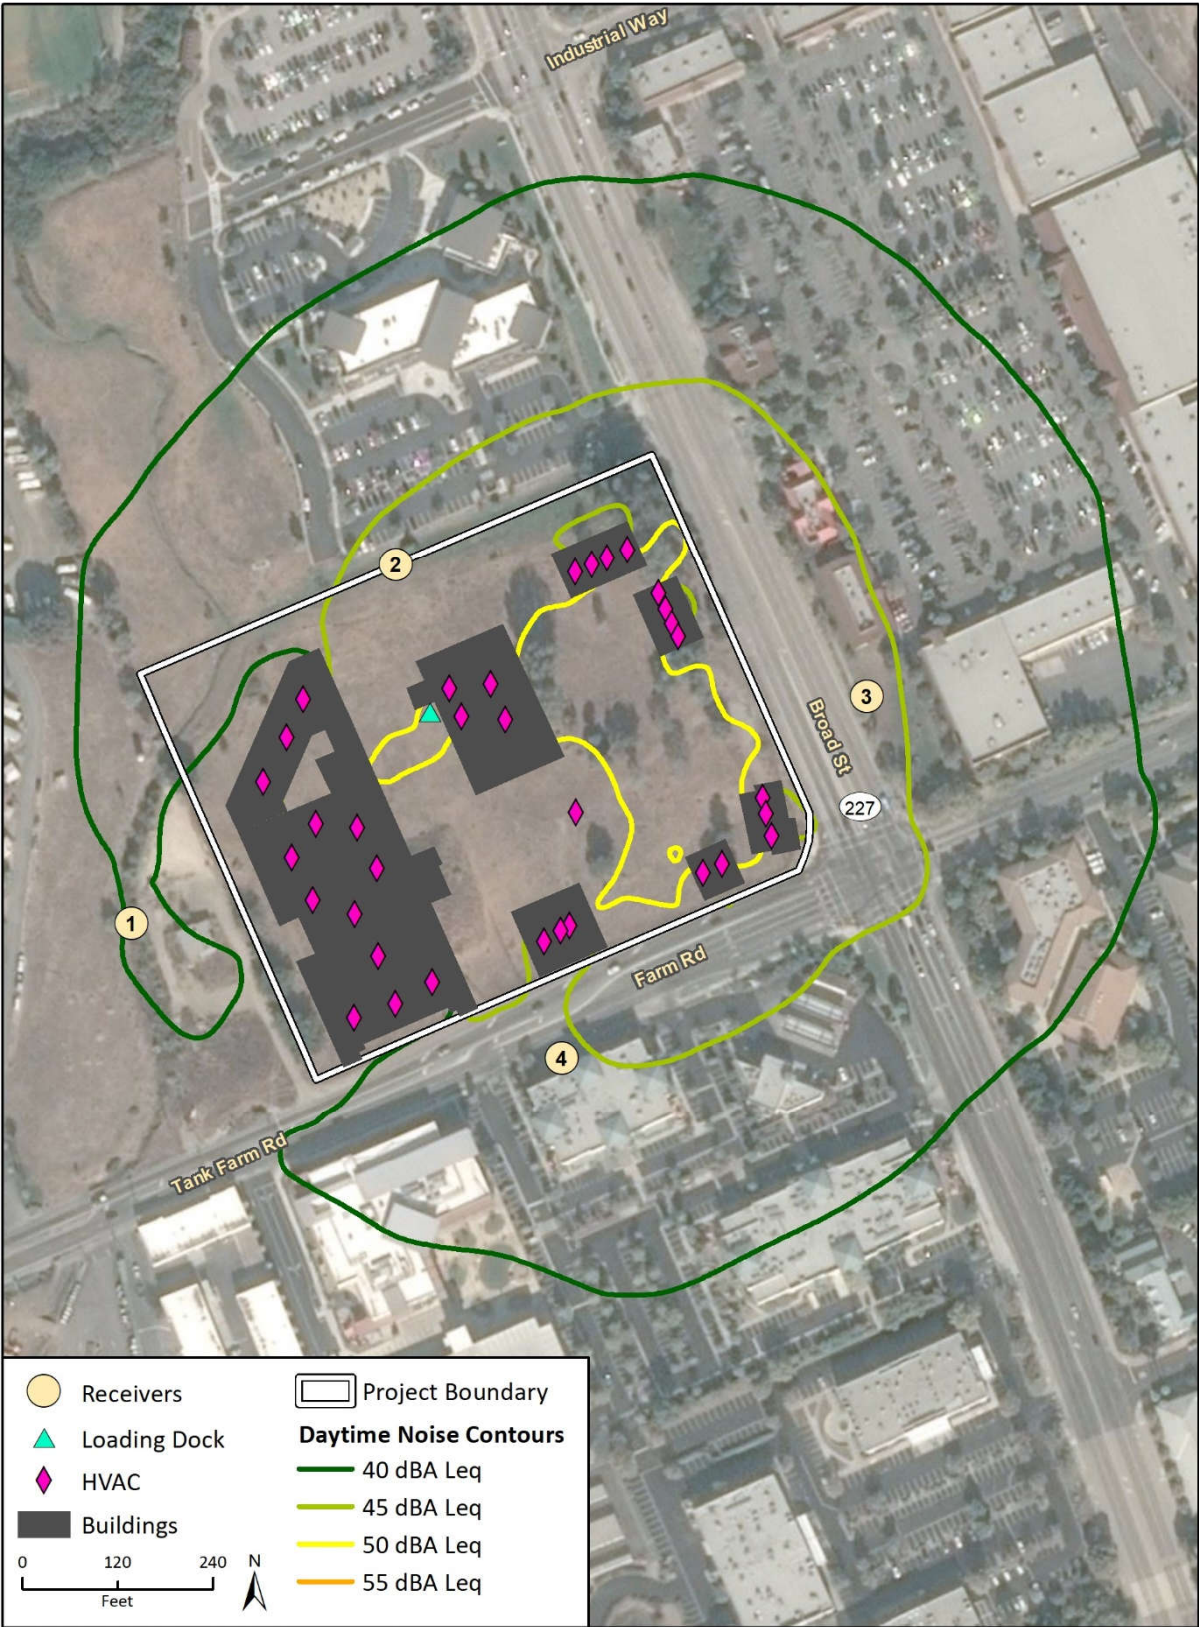 Industrial Way
2
3
Broad St
227
1
Farm Rd
4
Tank Farm Rd
Receivers
Loading Dock
HVAC
Buildings
0 120 240 N
Feet
Project Boundary
Daytime Noise Contours
40 dBA Leq
45 dBA Leq
50 dBA Leq
55 dBA Leq